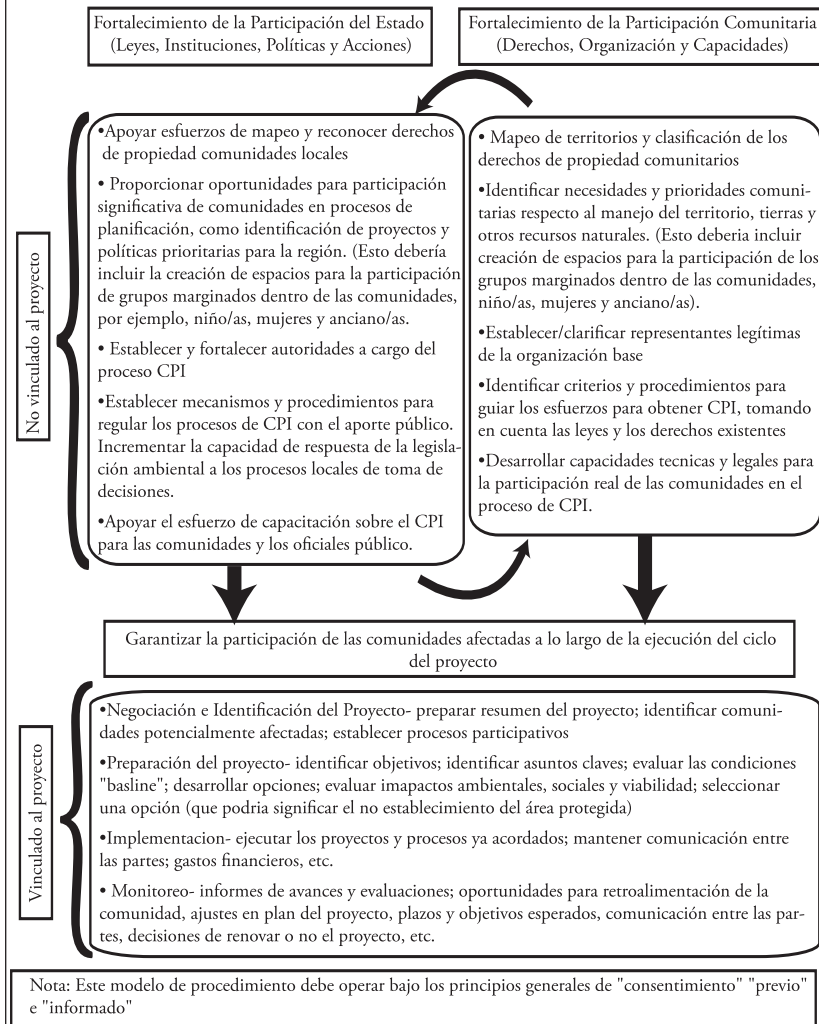 Fortalecimiento de la Participación del Estado
(Leyes, Instituciones, Políticas y Acciones)
Fortalecimiento de la Participación Comunitaria
(Derechos, Organización y Capacidades)
No vinculado al proyecto
•Apoyar esfuerzos de mapeo y reconocer derechos
de propiedad comunidades locales
• Proporcionar oportunidades para participación
significativa de comunidades en procesos de
planificación, como identificación de proyectos y
políticas prioritarias para la región. (Esto debería
incluir la creación de espacios para la participación
de grupos marginados dentro de las comunidades,
por ejemplo, niño/as, mujeres y anciano/as.
• Establecer y fortalecer autoridades a cargo del
proceso CPI
•Establecer mecanismos y procedimientos para
regular los procesos de CPI con el aporte público.
Incrementar la capacidad de respuesta de la legisla-
ción ambiental a los procesos locales de toma de
decisiones.
•Apoyar el esfuerzo de capacitación sobre el CPI
para las comunidades y los oficiales público.
• Mapeo de territorios y clasificación de los
derechos de propiedad comunitarios
•Identificar necesidades y prioridades comuni-
tarias respecto al manejo del territorio, tierras y
otros recursos naturales. (Esto deberia incluir
creación de espacios para la participación de los
grupos marginados dentro de las comunidades,
niño/as, mujeres y anciano/as).
•Establecer/clarificar representantes legítimas
de la organización base
•Identificar criterios y procedimientos para
guiar los esfuerzos para obtener CPI, tomando
en cuenta las leyes y los derechos existentes
•Desarrollar capacidades tecnicas y legales para
la participación real de las comunidades en el
proceso de CPI.
Garantizar la participación de las comunidades afectadas a lo largo de la ejecución del ciclo
del proyecto
Vinculado al proyecto
•Negociación e Identificación del Proyecto- preparar resumen del proyecto; identificar comuni-
dades potencialmente afectadas; establecer procesos participativos
•Preparación del proyecto- identificar objetivos; identificar asuntos claves; evaluar las condiciones
"basline"; desarrollar opciones; evaluar imapactos ambientales, sociales y viabilidad; seleccionar
una opción (que podria significar el no establecimiento del área protegida)
•Implementacion- ejecutar los proyectos y procesos ya acordados; mantener comunicación entre
las partes; gastos financieros, etc.
• Monitoreo- informes de avances y evaluaciones; oportunidades para retroalimentación de la
comunidad, ajustes en plan del proyecto, plazos y objetivos esperados, comunicación entre las par-
tes, decisiones de renovar o no el proyecto, etc.
Nota: Este modelo de procedimiento debe operar bajo los principios generales de "consentimiento" "previo"
e "informado"